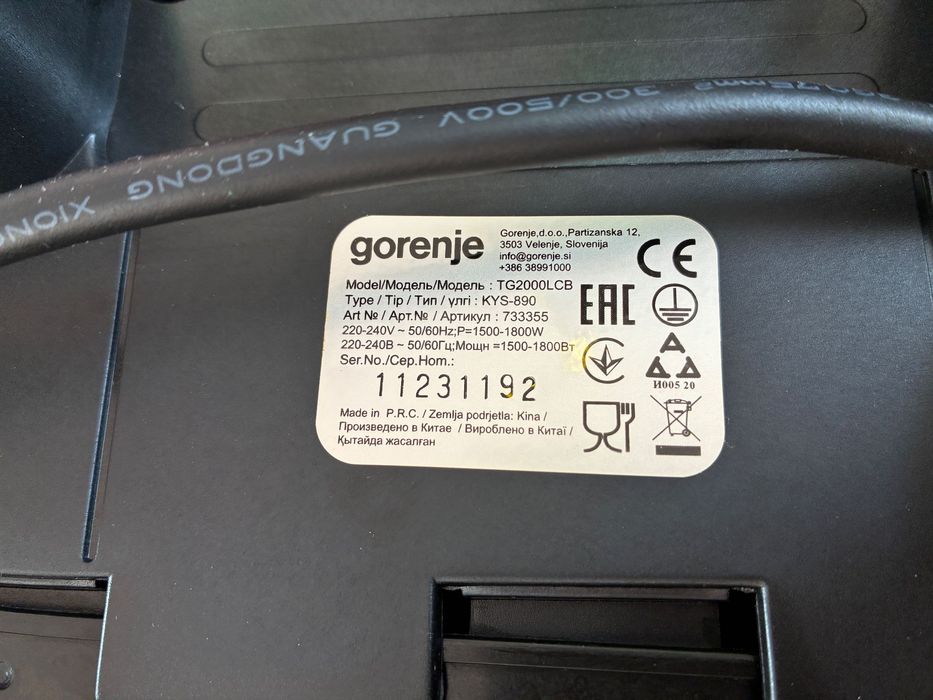 75mm² 300/500V GUANGDONG XION
gorenje
Gorenje,d.o.o.,Partizanska 12,
3503 Velenje, Slovenija
info@gorenje.si
+386 38991000
CE
Model/Модель/Модель : TG2000LCB
Type / Tip / Тип / үлгі : KYS-890
Art № / Арт.№ / Артикул : 733355
220-240V ~ 50/60Hz;P=1500-1800W
220-240В ~ 50/60Гц;Мощн =1500-1800Вт
Ser.No./Сер.Ном.:
11231192
EAC
И005 20
Made in P.R.C. / Zemlja podrjetla: Kina /
Произведено в Китае / Вироблено в Китаї /
Қытайда жасалған